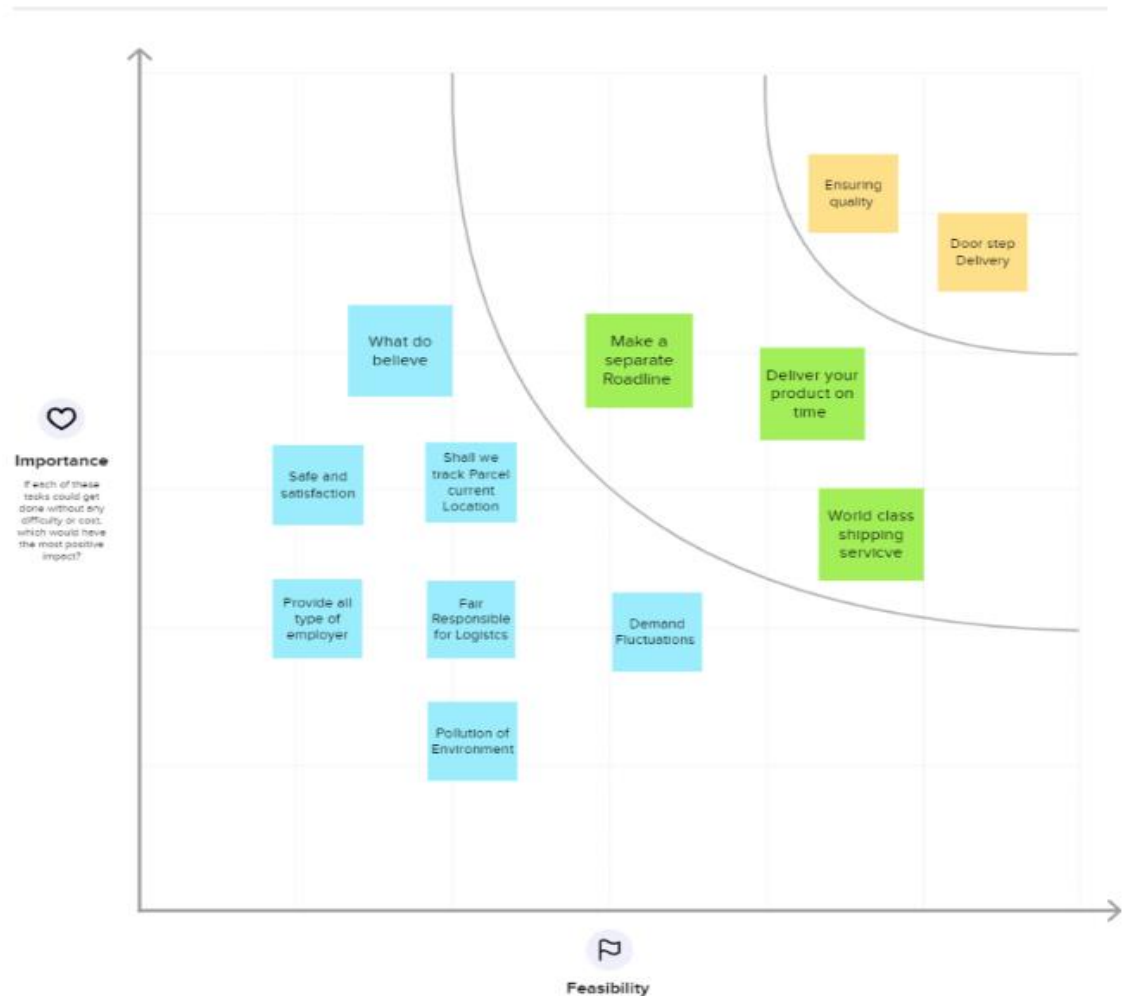 Ensuring
quality
Door step
Delivery
What do
believe
Make a
separate
Roadline
Deliver your
product on
time
Importance
If each of these
tasks could get
done without any
difficulty or cost,
which would have
the most positive
impact?
Safe and
satisfaction
Shall we
track Parcel
current
Location
World class
shipping
servicve
Provide all
type of
employer
Fair
Responsible
for Logistcs
Demand
Fluctuations
Pollution of
Environment
Feasibility